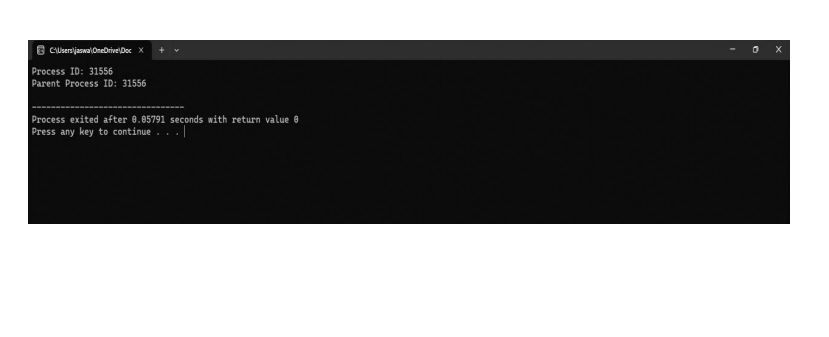 C:\Users\jaswa\OneDrive\Doc
Process ID: 31556
Parent Process ID: 31556
--------------------------------
Process exited after 0.05791 seconds with return value 0
Press any key to continue . . .